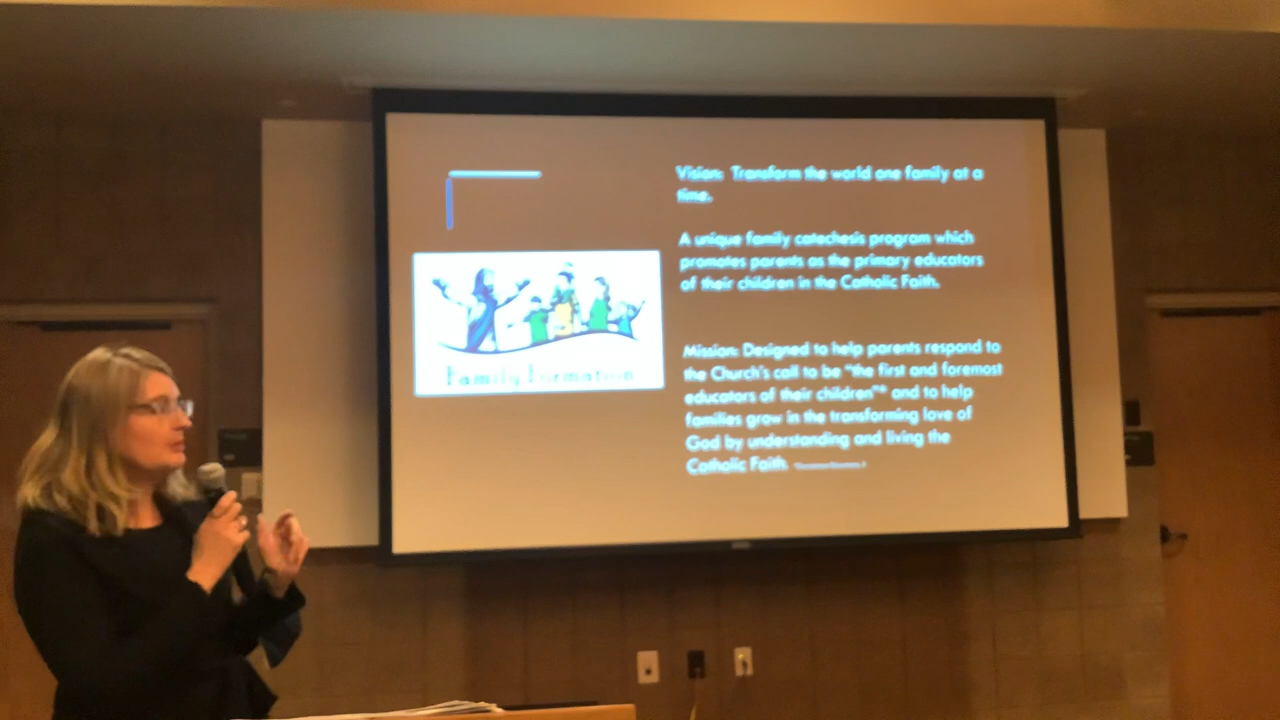 Vision: Transform the world one family at a
time.
A unique family catechesis program which
promotes parents as the primary educators
of their children in the Catholic Faith.
Family Formation
Mission: Designed to help parents respond to
the Church's call to be "the first and foremost
educators of their children"* and to help
families grow in the transforming love of
God by understanding and living the
Catholic Faith.